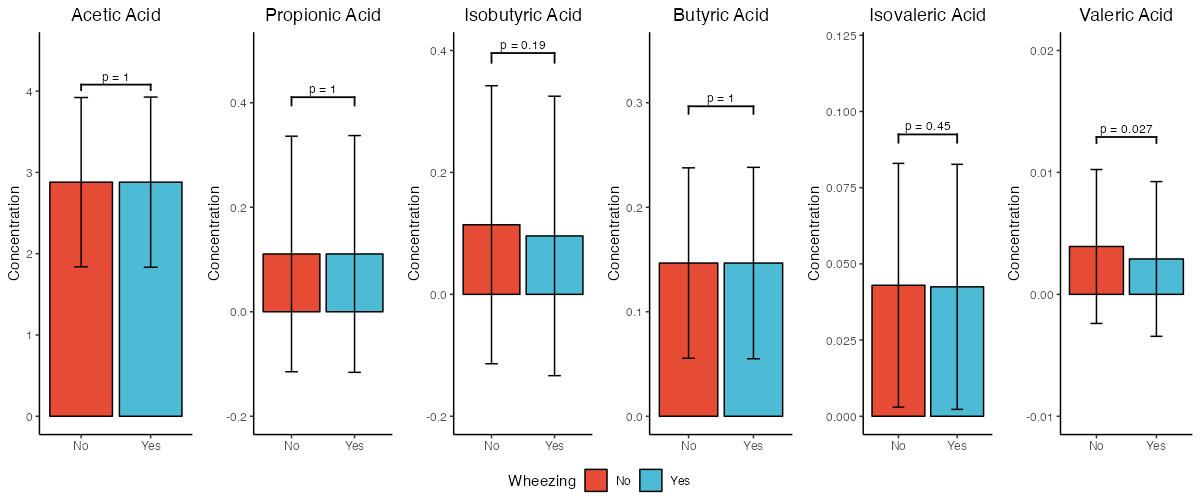 Acetic Acid
Concentration
4
3
2
1
0
p = 1
No Yes
Propionic Acid
Concentration
0.4
0.2
0.0
-0.2
p = 1
No Yes
Isobutyric Acid
Concentration
0.4
0.2
0.0
-0.2
p = 0.19
No Yes
Butyric Acid
Concentration
0.3
0.2
0.1
0.0
p = 1
No Yes
Isovaleric Acid
Concentration
0.125
0.100
0.075
0.050
0.025
0.000
p = 0.45
No Yes
Valeric Acid
Concentration
0.02
0.01
0.00
-0.01
p = 0.027
No Yes
Wheezing No Yes